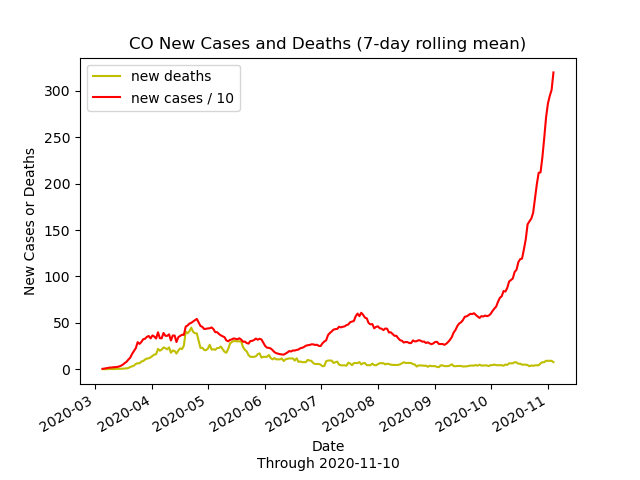 CO New Cases and Deaths (7-day rolling mean)
new deaths
new cases / 10
300
250
200
150
100
50
0
New Cases or Deaths
2020-03
2020-04
2020-05
2020-06
2020-07
2020-08
2020-09
2020-10
2020-11
Date
Through 2020-11-10